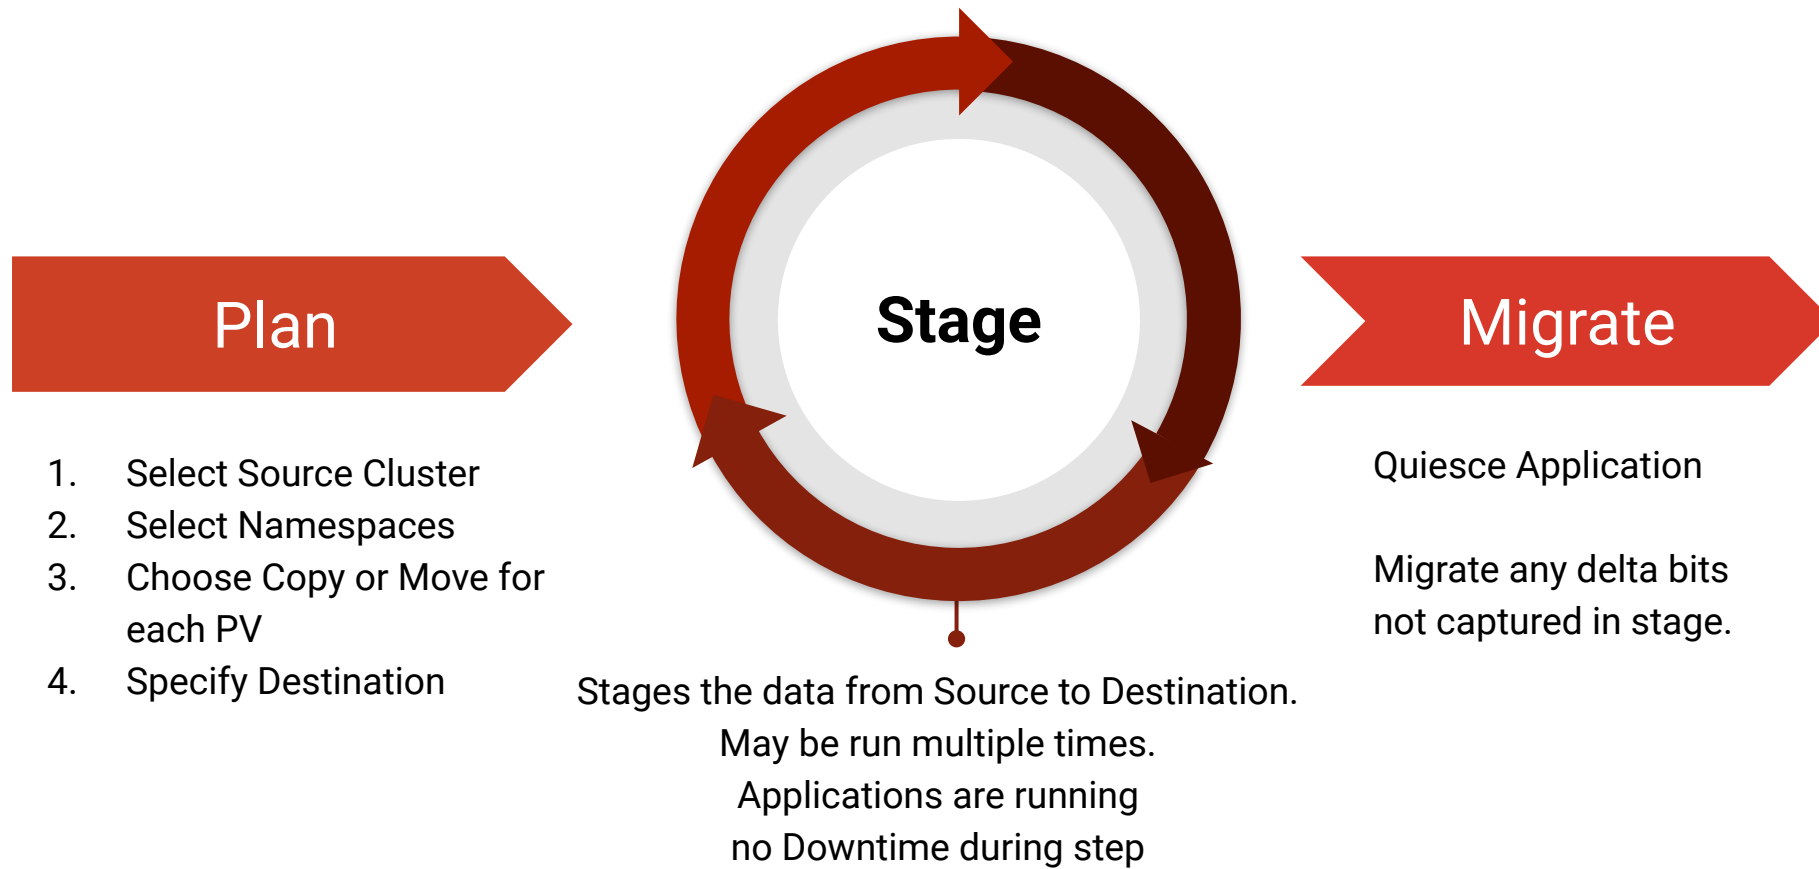 Plan
1. Select Source Cluster
2. Select Namespaces
3. Choose Copy or Move for
each PV
4. Specify Destination
Stage
Stages the data from Source to Destination.
May be run multiple times.
Applications are running
no Downtime during step
Migrate
Quiesce Application
Migrate any delta bits
not captured in stage.